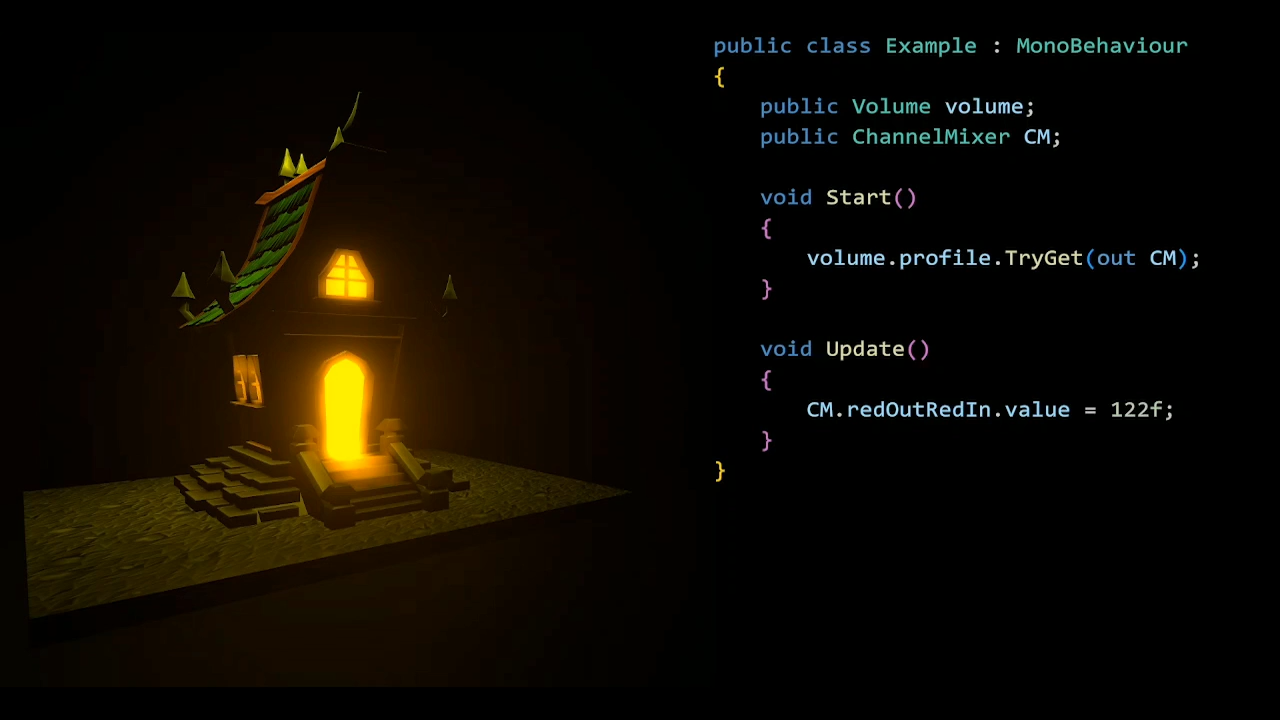 public class Example : MonoBehaviour
{
public Volume volume;
public ChannelMixer CM;
void Start()
{
volume.profile.TryGet(out CM);
}
void Update()
{
CM.redOutRedIn.value = 122f;
}
}